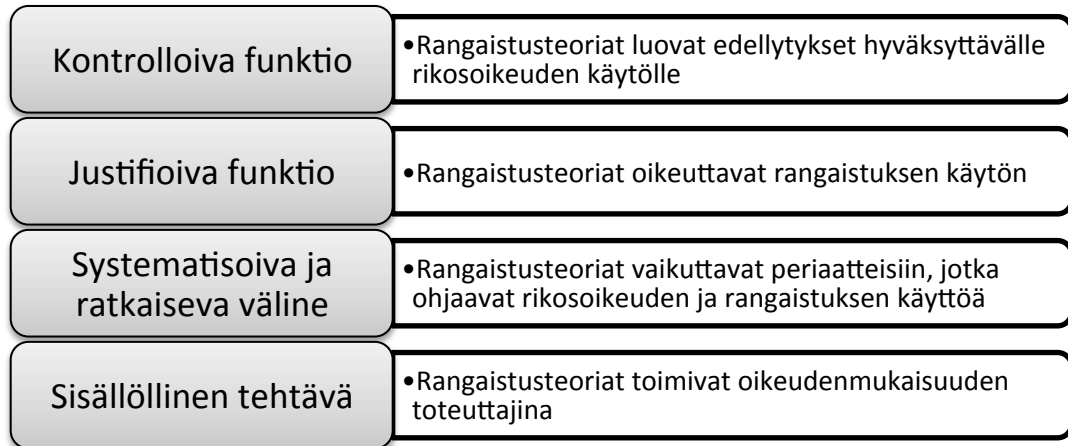 Kontrolloiva funktio
•Rangaistusteoriat luovat edellytykset hyväksyttävälle
rikosoikeuden käytölle
Justifioiva funktio
•Rangaistusteoriat oikeuttavat rangaistuksen käytön
Systematisoiva ja
ratkaiseva väline
•Rangaistusteoriat vaikuttavat periaatteisiin, jotka
ohjaavat rikosoikeuden ja rangaistuksen käyttöä
Sisällöllinen tehtävä
•Rangaistusteoriat toimivat oikeudenmukaisuuden
toteuttajina